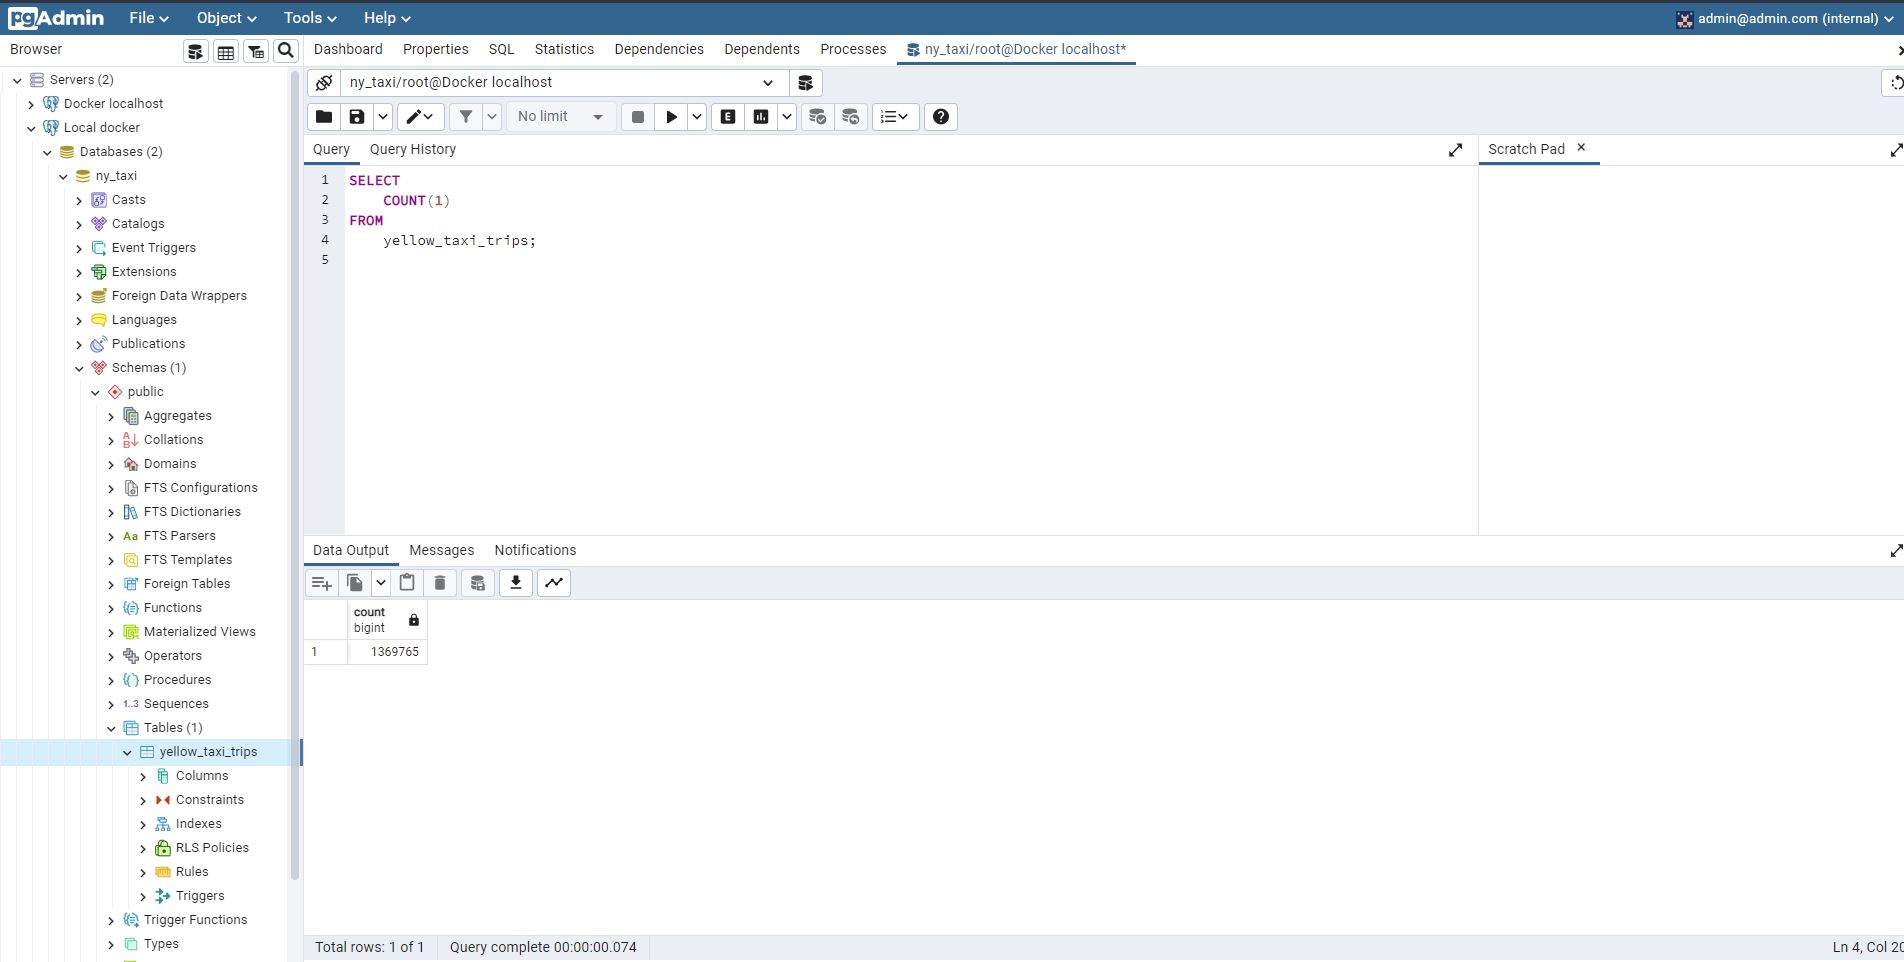 pgAdmin File Object Tools Help admin@admin.com (internal)
Browser
Dashboard Properties SQL Statistics Dependencies Dependents Processes ny_taxi/root@Docker localhost*
Servers (2)
Docker localhost
Local docker
Databases (2)
ny_taxi
Casts
Catalogs
Event Triggers
Extensions
Foreign Data Wrappers
Languages
Publications
Schemas (1)
public
Aggregates
Collations
Domains
FTS Configurations
FTS Dictionaries
Aa FTS Parsers
FTS Templates
Foreign Tables
Functions
Materialized Views
Operators
Procedures
1..3 Sequences
Tables (1)
yellow_taxi_trips
Columns
Constraints
Indexes
RLS Policies
Rules
Triggers
Trigger Functions
Types
ny_taxi/root@Docker localhost
No limit
E
Query Query History
Scratch Pad
1 SELECT
2 COUNT(1)
3 FROM
4 yellow_taxi_trips;
5
Data Output Messages Notifications
count
bigint
1 1369765
Total rows: 1 of 1 Query complete 00:00:00.074 Ln 4, Col 20